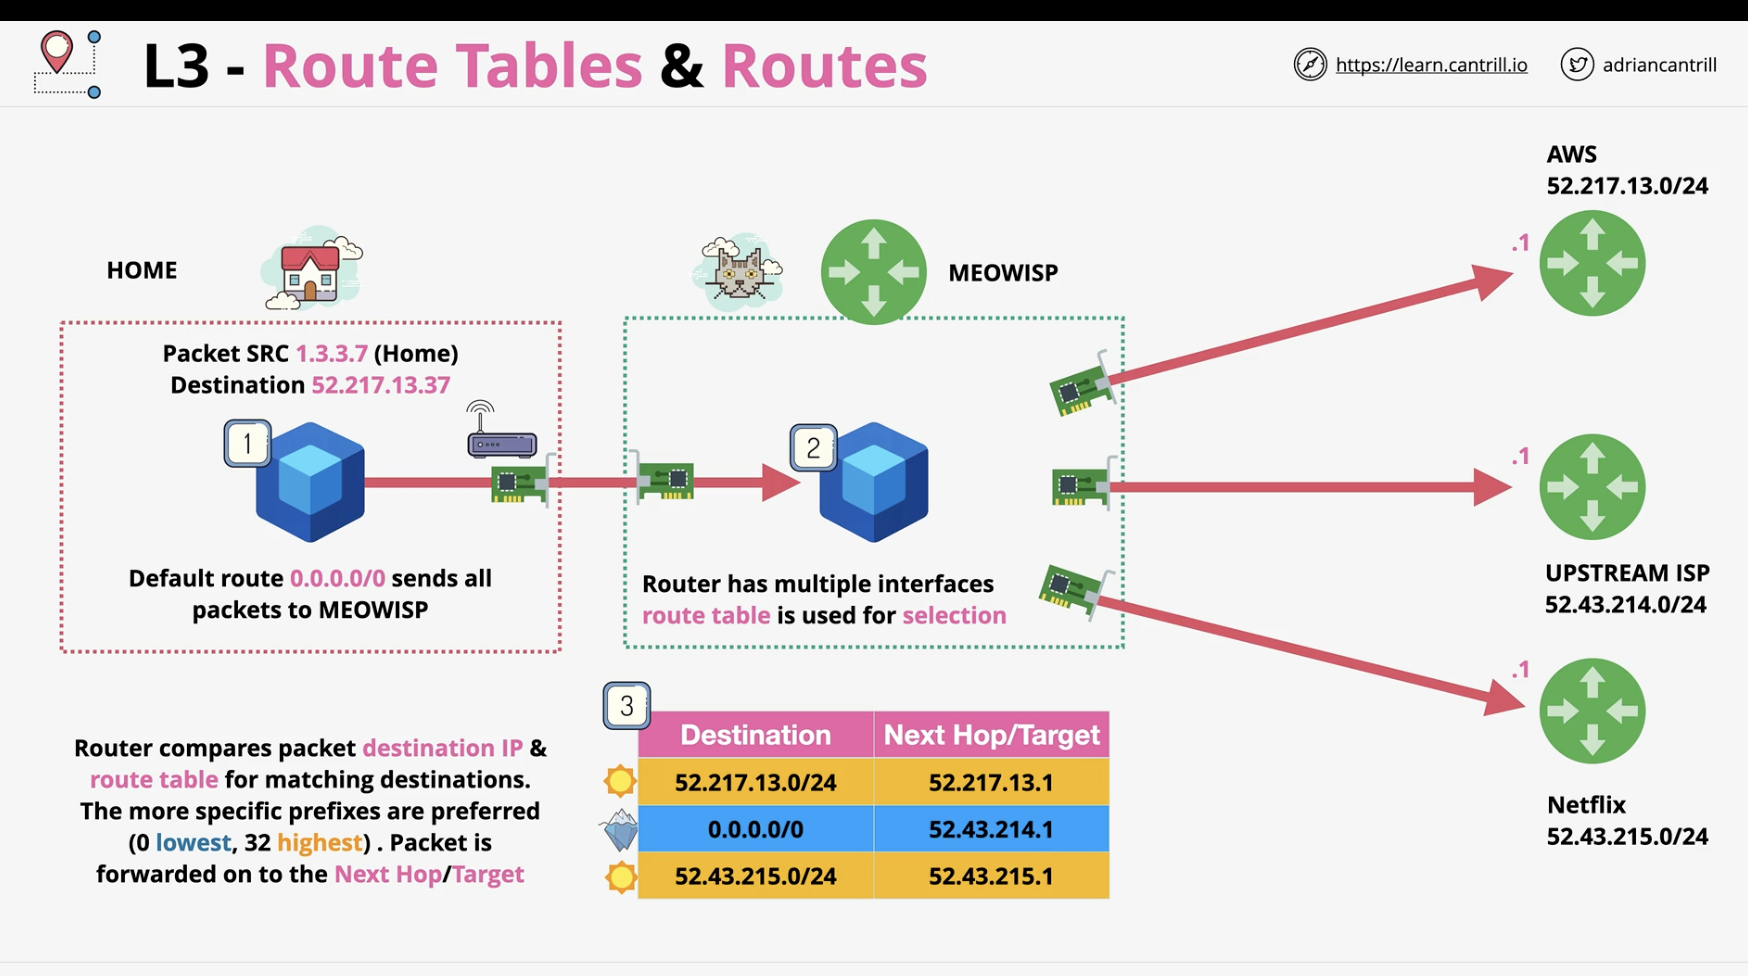 L3 - Route Tables & Routes
https://learn.cantrill.io
adriancantrill
AWS
52.217.13.0/24
.1
HOME
MEOWISP
Packet SRC 1.3.3.7 (Home)
Destination 52.217.13.37
1
2
.1
Default route 0.0.0.0/0 sends all
packets to MEOWISP
Router has multiple interfaces
route table is used for selection
UPSTREAM ISP
52.43.214.0/24
.1
Netflix
52.43.215.0/24
Router compares packet destination IP &
route table for matching destinations.
The more specific prefixes are preferred
(0 lowest, 32 highest) . Packet is
forwarded on to the Next Hop/Target
3
Destination Next Hop/Target
52.217.13.0/24 52.217.13.1
0.0.0.0/0 52.43.214.1
52.43.215.0/24 52.43.215.1